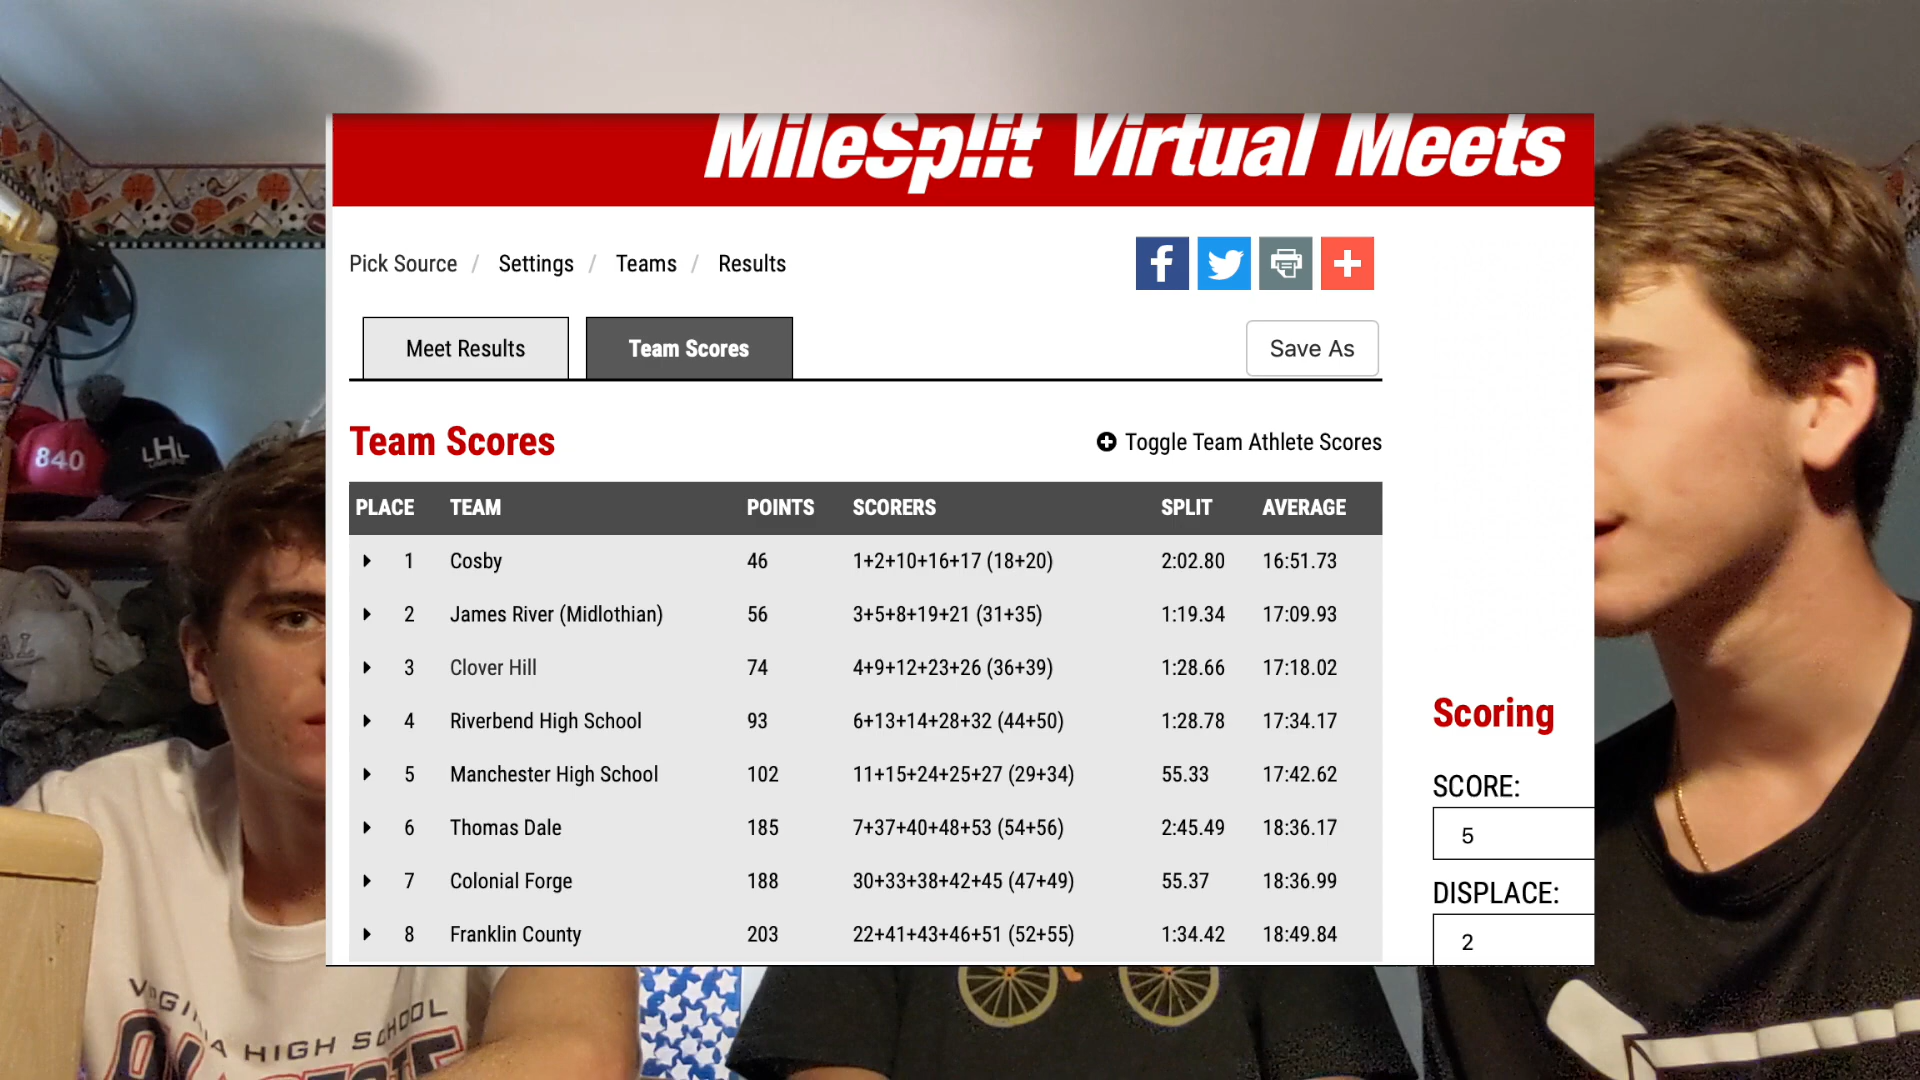 MileSplit Virtual Meets
Pick Source / Settings / Teams / Results
Meet Results
Team Scores
Save As
Team Scores
Toggle Team Athlete Scores
PLACE TEAM POINTS SCORERS SPLIT AVERAGE
1 Cosby 46 1+2+10+16+17 (18+20) 2:02.80 16:51.73
2 James River (Midlothian) 56 3+5+8+19+21 (31+35) 1:19.34 17:09.93
3 Clover Hill 74 4+9+12+23+26 (36+39) 1:28.66 17:18.02
4 Riverbend High School 93 6+13+14+28+32 (44+50) 1:28.78 17:34.17
5 Manchester High School 102 11+15+24+25+27 (29+34) 55.33 17:42.62
6 Thomas Dale 185 7+37+40+48+53 (54+56) 2:45.49 18:36.17
7 Colonial Forge 188 30+33+38+42+45 (47+49) 55.37 18:36.99
8 Franklin County 203 22+41+43+46+51 (52+55) 1:34.42 18:49.84
Scoring
SCORE:
5
DISPLACE:
2
840
LHL
VIRGINIA HIGH SCHOOL